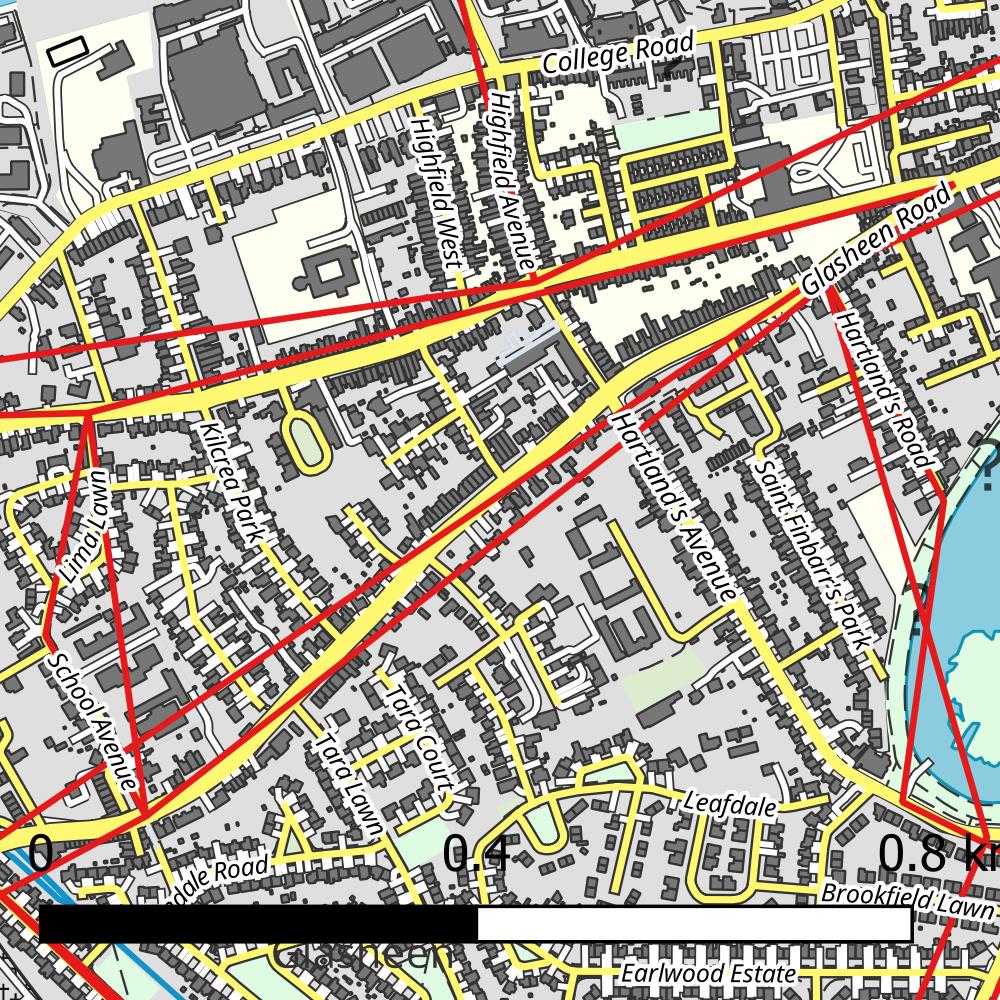 College Road
Highfield West
Highfield Avenue
Glasheen Road
Hartland's Road
Kilcrea Park
Hartland's Avenue
Saint Finbarr's Park
?
Lima Lawn
School Avenue
Tara Court
Tara Lawn
Leafdale
0
0.4
0.8 km
dale Road
Brookfield Lawn
Glasheen
Earlwood Estate